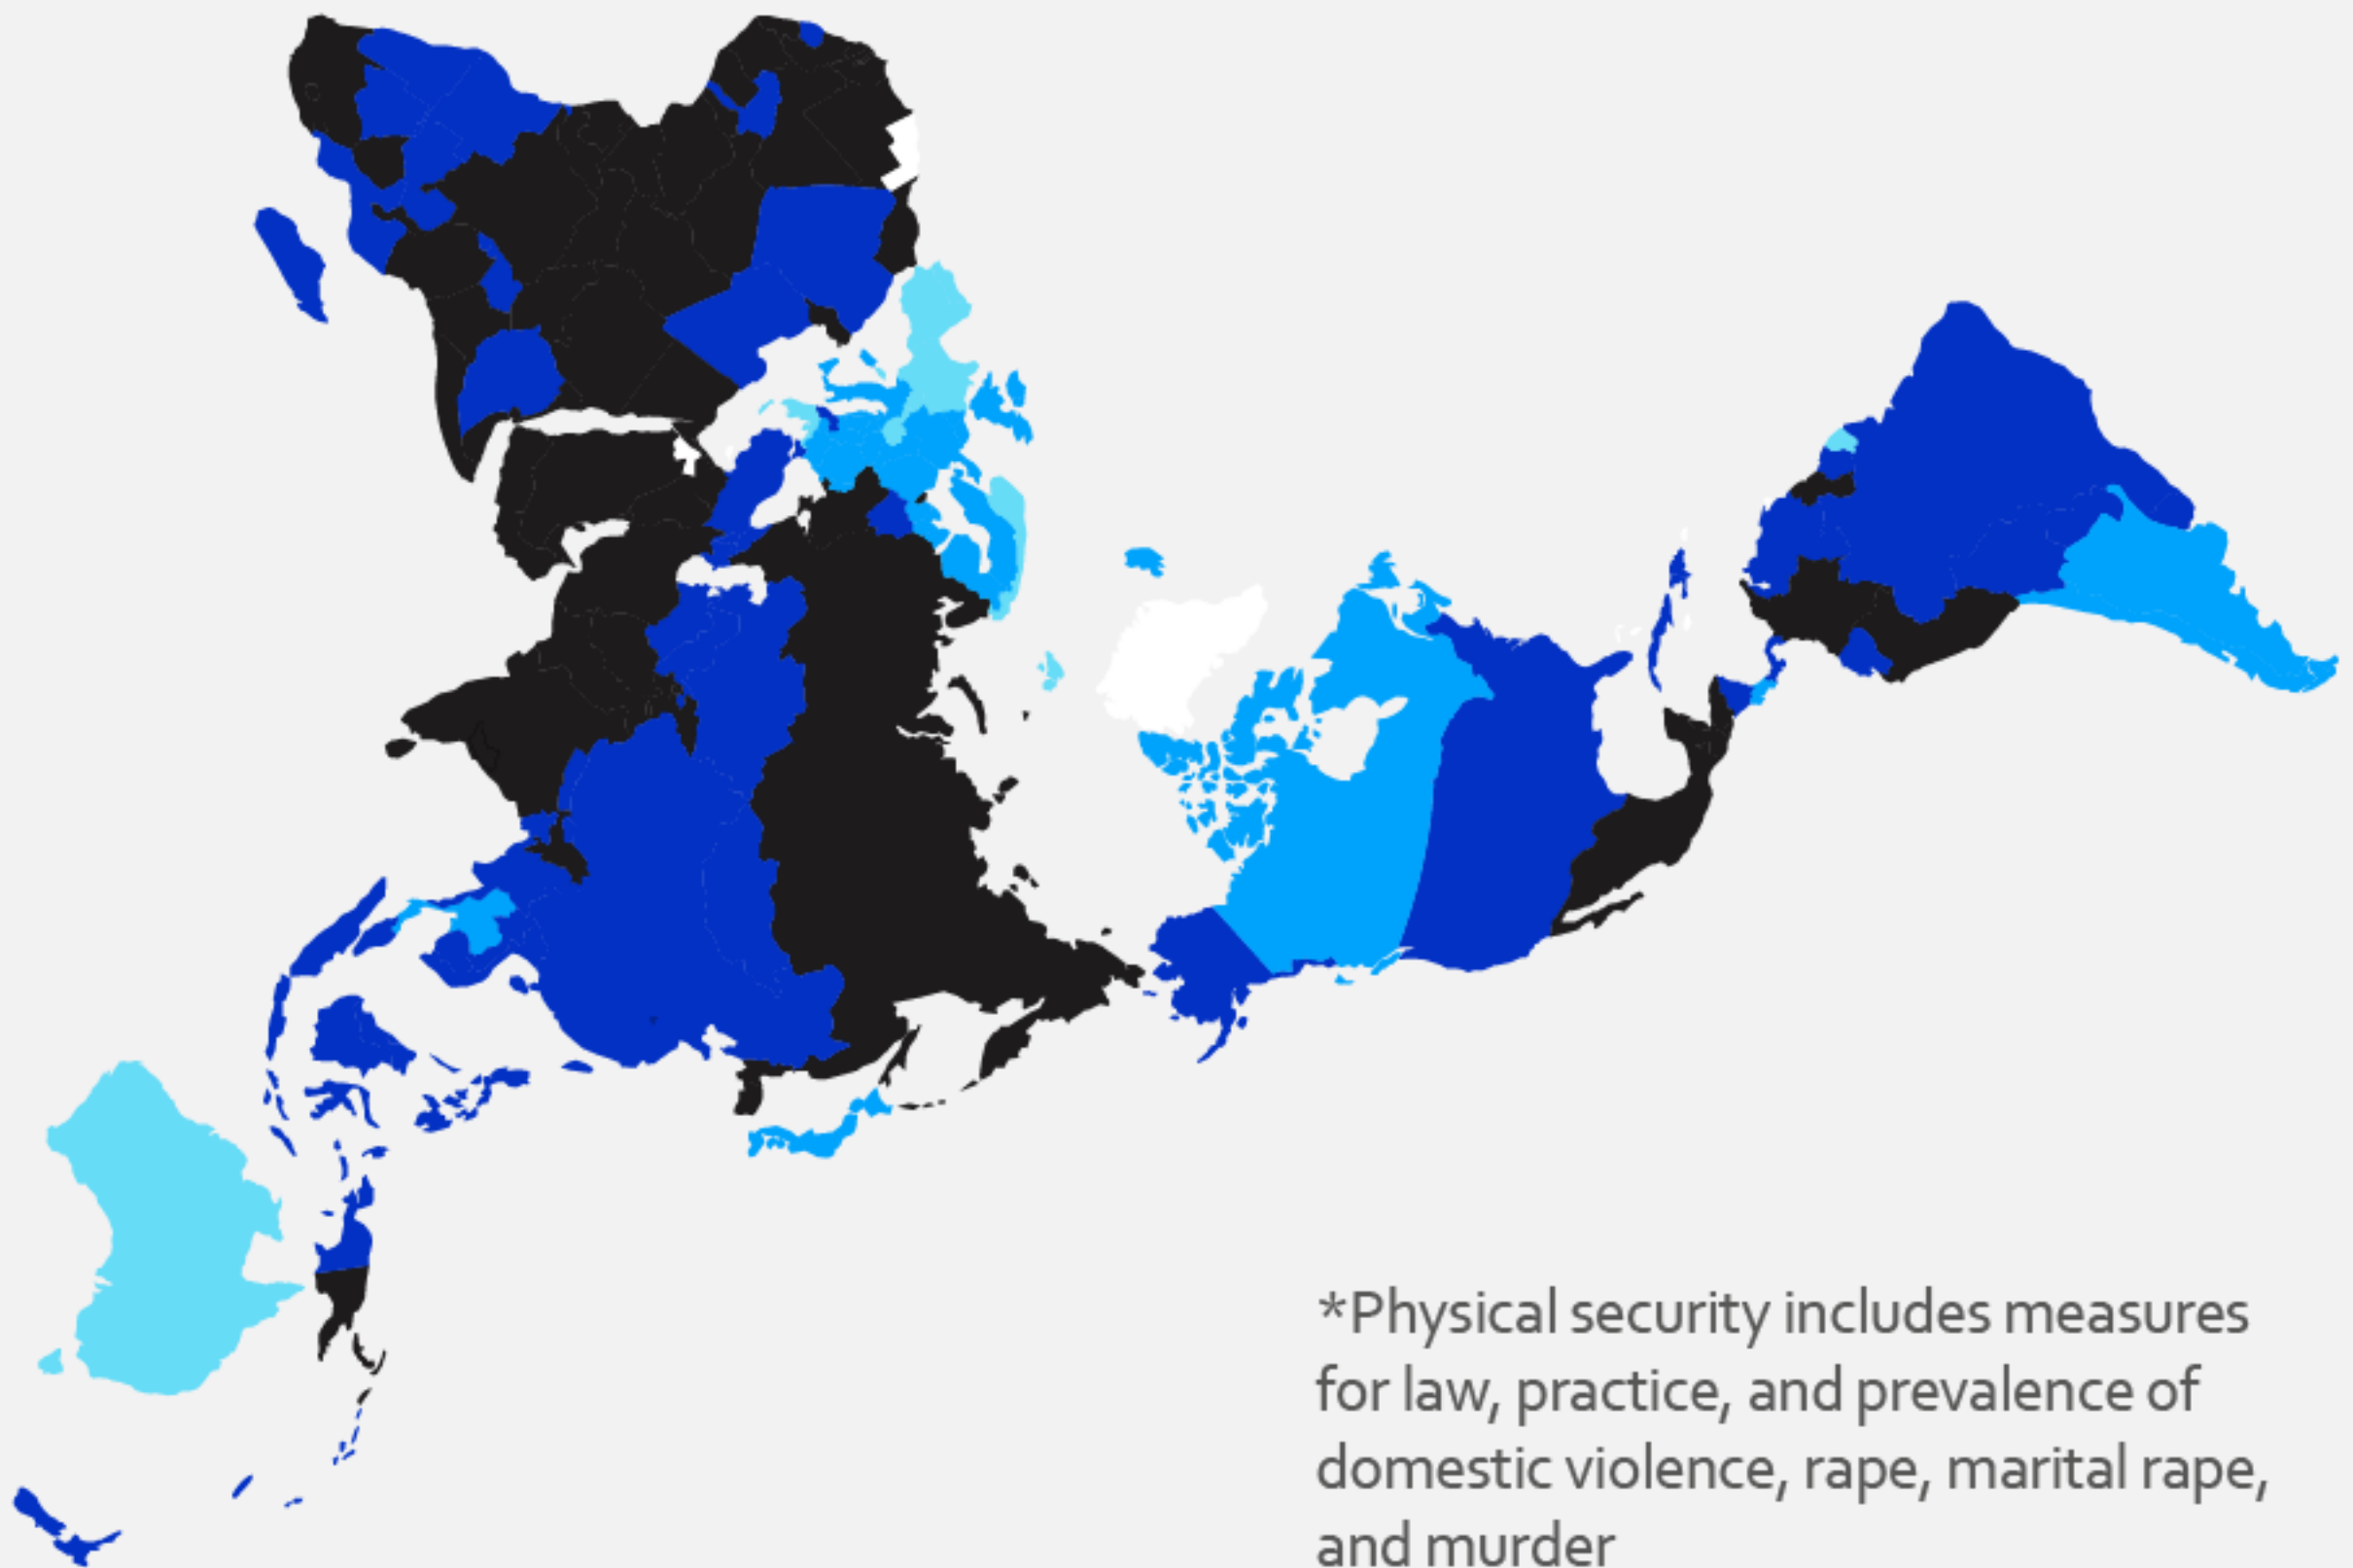 *Physical security includes measures
for law, practice, and prevalence of
domestic violence, rape, marital rape,
and murder